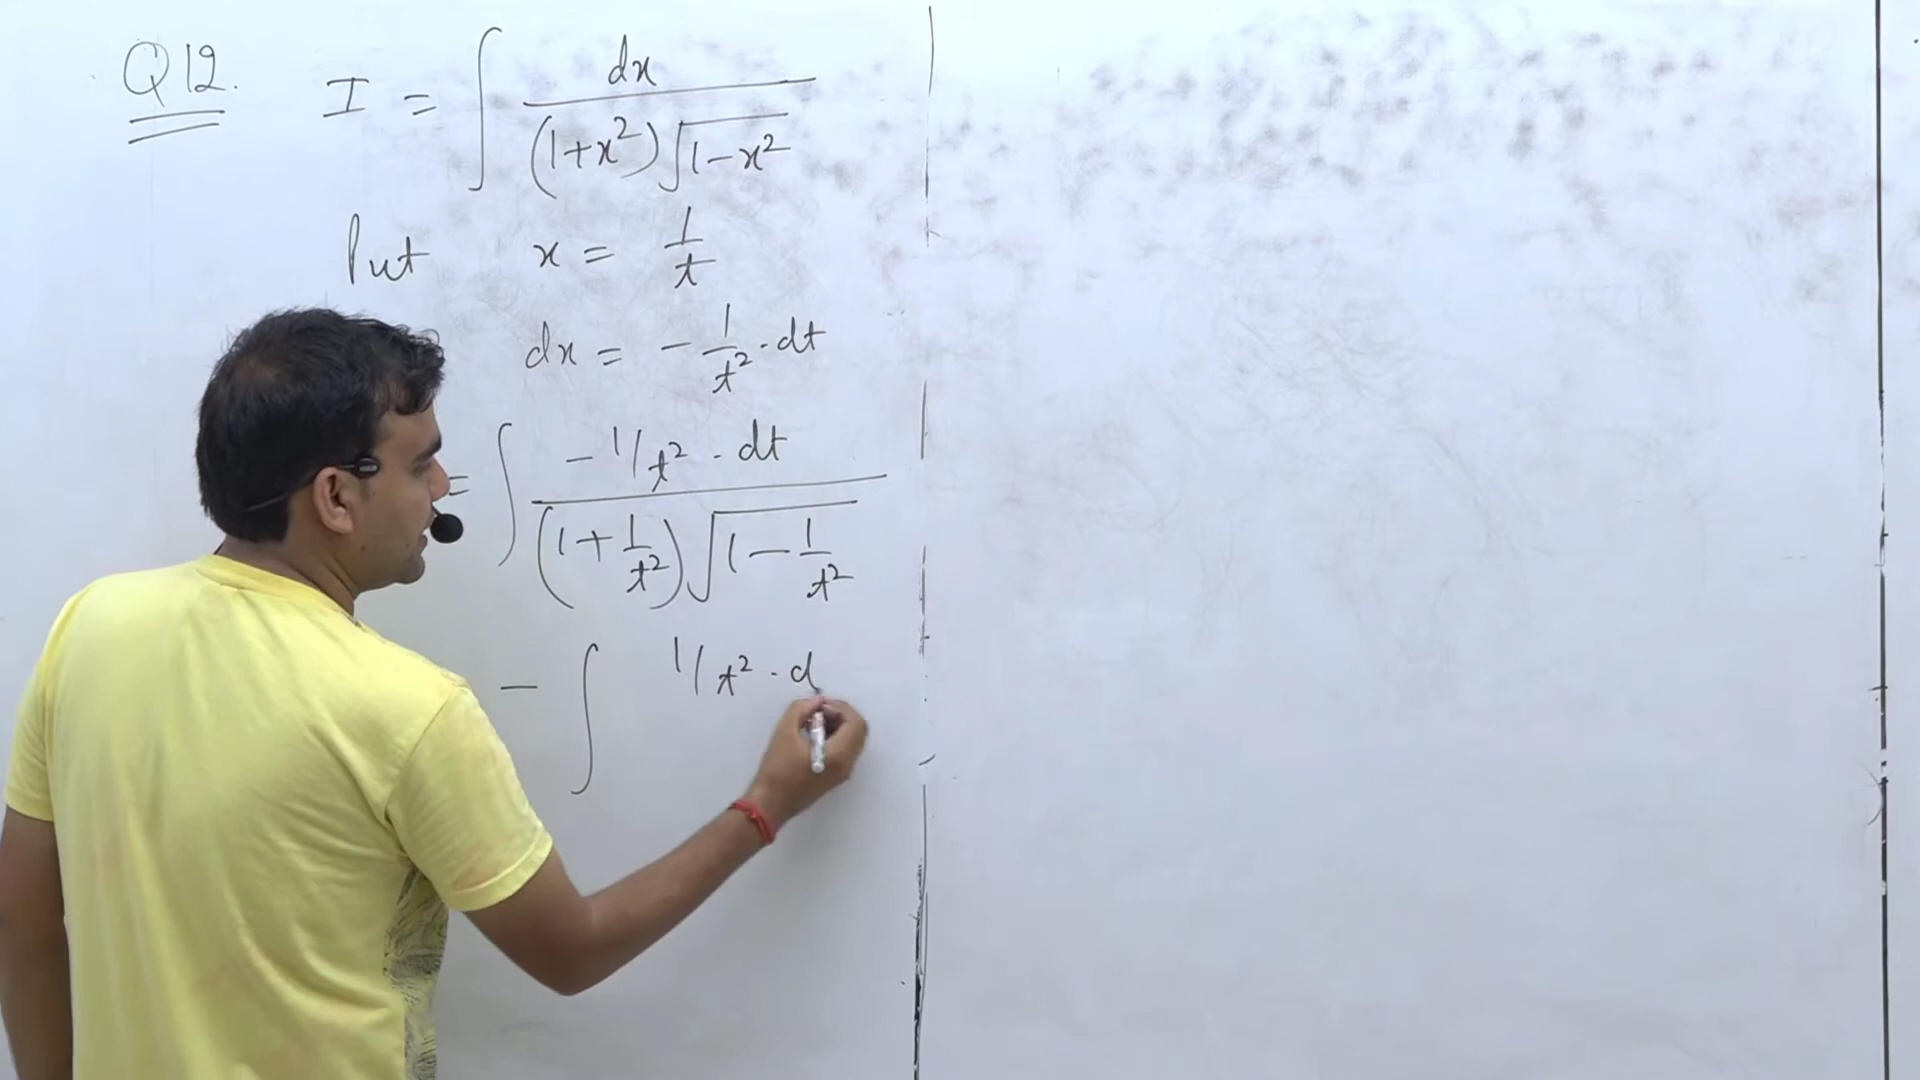 Q12. I = ∫ dx / (1+x²)√1-x²
Put x = 1/t
dx = - 1/t² · dt
= ∫ -1/t² · dt / (1+1/t²)√1-1/t²
- ∫ 1/t² · d